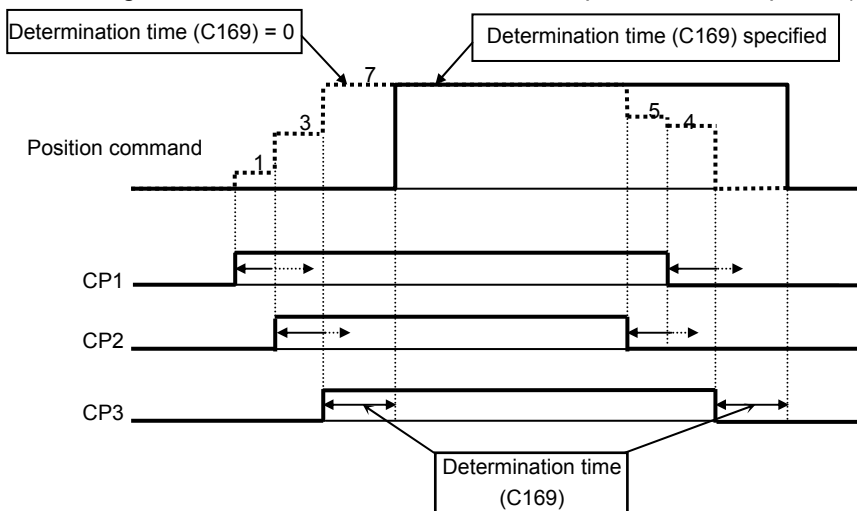 Determination time (C169) = 0
Determination time (C169) specified
7
5
3
4
Position command
1
CP1
CP2
CP3
Determination time
(C169)